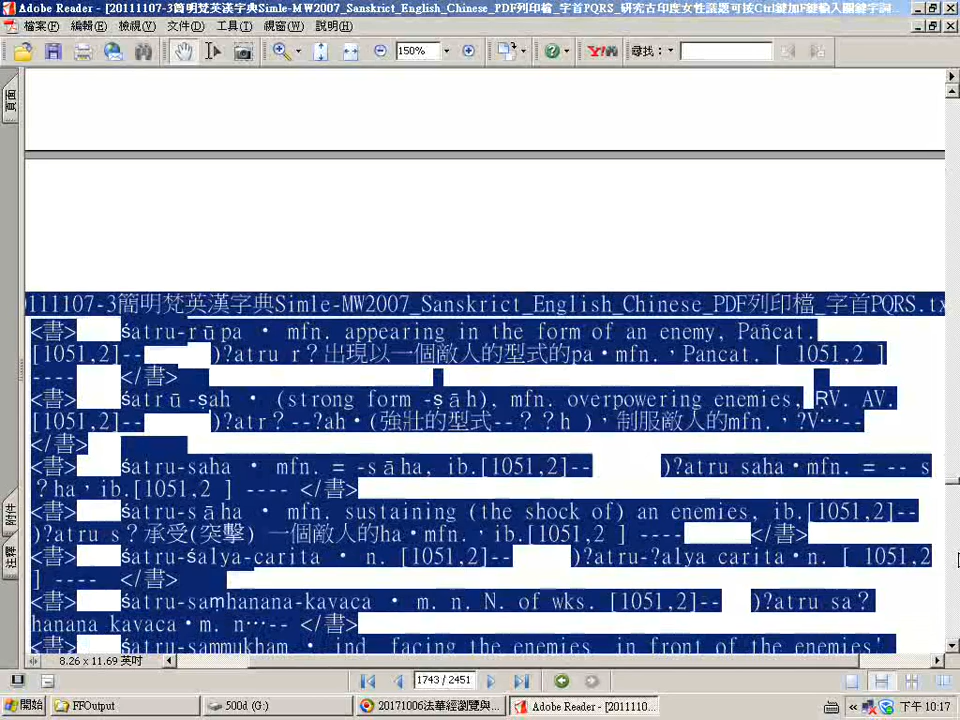 Adobe Reader - [20111107-3簡明梵英漢字典Simle-MW2007_Sanskrict_English_Chinese_PDF列印檔_字首PQRS_研究古印度女性議題可按Ctrl鍵加F鍵輸入關鍵字詞...
檔案(F) 編輯(E) 檢視(V) 文件(D) 工具(T) 視窗(W) 說明(H)
150% Y! 尋找:
頁面
附件
註釋
)111107-3簡明梵英漢字典Simle-MW2007_Sanskrict_English_Chinese_PDF列印檔_字首PQRS.tx
<書> śatru-rūpa • mfn. appearing in the form of an enemy, Pañcat.
[1051,2]-- )?atru r？出現以一個敵人的型式的pa•mfn.，Pancat. [ 1051,2 ]
---- </書>
<書> śatrū-ṣah • (strong form -ṣāh), mfn. overpowering enemies, RV. AV.
[1051,2]-- )?atr？--?ah•(強壯的型式--？？h )，制服敵人的mfn.，?V…--
</書>
<書> śatru-saha • mfn. = -sāha, ib.[1051,2]-- )?atru saha•mfn. = -- s
？ha，ib.[1051,2 ] ---- </書>
<書> śatru-sāha • mfn. sustaining (the shock of) an enemies, ib.[1051,2]--
)?atru s？承受(突擊) 一個敵人的ha•mfn.，ib.[1051,2 ] ---- </書>
<書> śatru-śalya-carita • n. [1051,2]-- )?atru-?alya carita•n. [ 1051,2
] ---- </書>
<書> śatru-saṃhanana-kavaca • m. n. N. of wks. [1051,2]-- )?atru sa？
hanana kavaca•m. n…-- </書>
<書> śatru-sammukham • ind. facing the enemies, in front of the enemies'
8.26 x 11.69 英吋
1743 / 2451
開始 FFOutput 500d (G:) 20171006法華經瀏覽與... Adobe Reader - [2011110... 下午 10:17